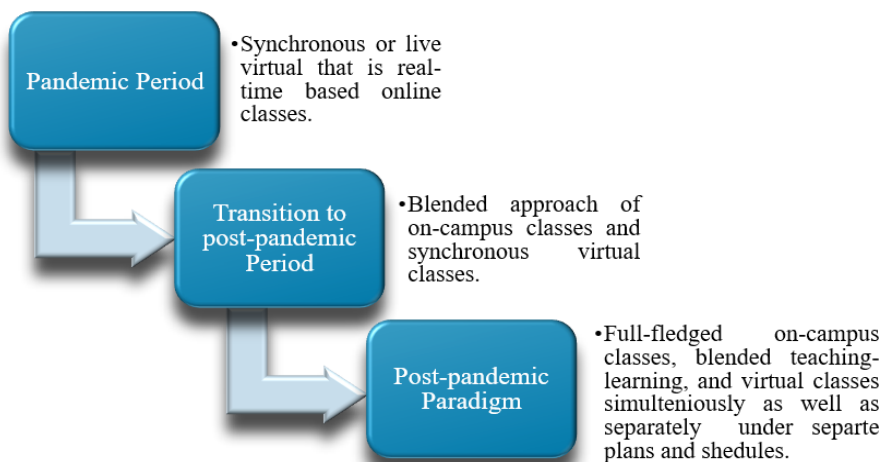 Pandemic Period
•Synchronous or live
virtual that is real-
time based online
classes.
Transition to
post-pandemic
Period
•Blended approach of
on-campus classes and
synchronous virtual
classes.
Post-pandemic
Paradigm
•Full-fledged on-campus
classes, blended teaching-
learning, and virtual classes
simulteniously as well as
separately under separte
plans and shedules.